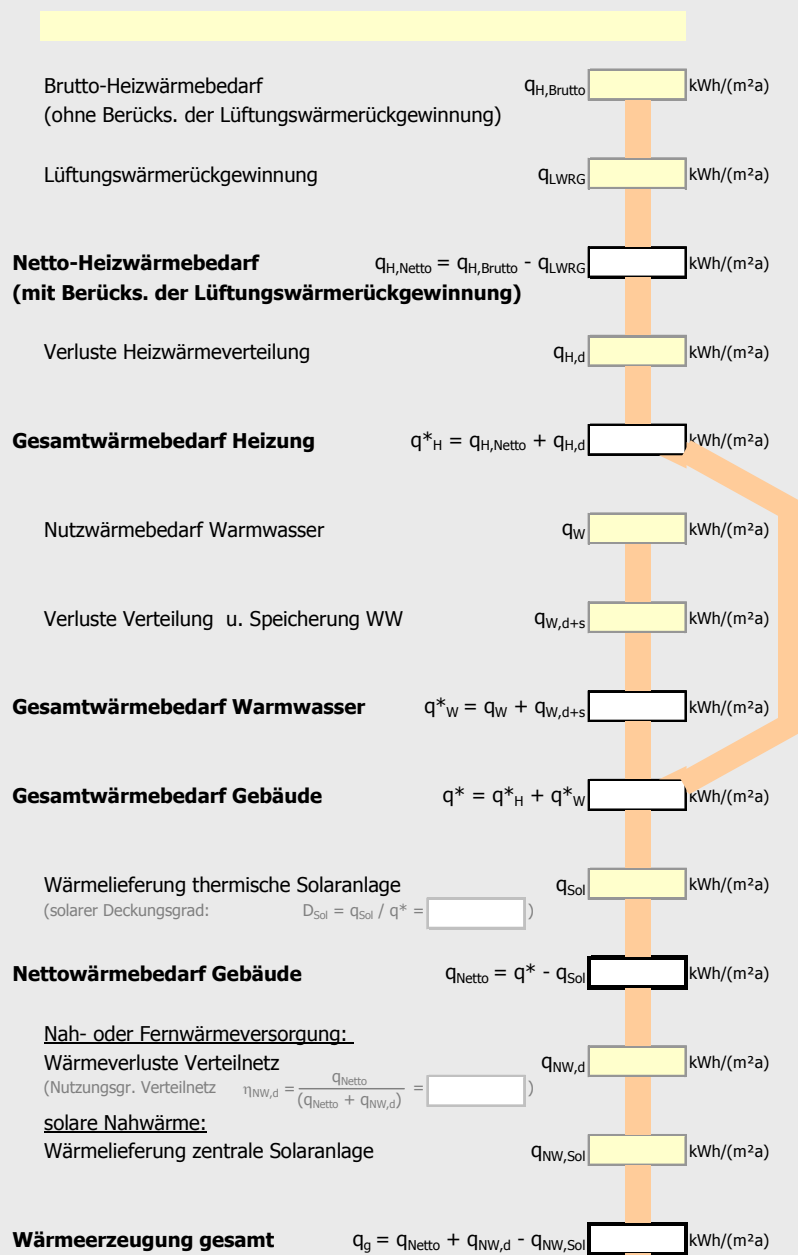 Brutto-Heizwärmebedarf q_H,Brutto kWh/(m²a)
(ohne Berücks. der Lüftungswärmerückgewinnung)
Lüftungswärmerückgewinnung q_LWRG kWh/(m²a)
Netto-Heizwärmebedarf q_H,Netto = q_H,Brutto - q_LWRG kWh/(m²a)
(mit Berücks. der Lüftungswärmerückgewinnung)
Verluste Heizwärmeverteilung q_H,d kWh/(m²a)
Gesamtwärmebedarf Heizung q*_H = q_H,Netto + q_H,d kWh/(m²a)
Nutzwärmebedarf Warmwasser q_W kWh/(m²a)
Verluste Verteilung u. Speicherung WW q_W,d+s kWh/(m²a)
Gesamtwärmebedarf Warmwasser q*_W = q_W + q_W,d+s kWh/(m²a)
Gesamtwärmebedarf Gebäude q* = q*_H + q*_W kWh/(m²a)
Wärmelieferung thermische Solaranlage q_Sol kWh/(m²a)
(solarer Deckungsgrad: D_Sol = q_Sol / q* = )
Nettowärmebedarf Gebäude q_Netto = q* - q_Sol kWh/(m²a)
Nah- oder Fernwärmeversorgung:
Wärmeverluste Verteilnetz q_NW,d kWh/(m²a)
(Nutzungsgr. Verteilnetz η_NW,d = q_Netto / (q_Netto + q_NW,d) = )
solare Nahwärme:
Wärmelieferung zentrale Solaranlage q_NW,Sol kWh/(m²a)
Wärmeerzeugung gesamt q_g = q_Netto + q_NW,d - q_NW,Sol kWh/(m²a)